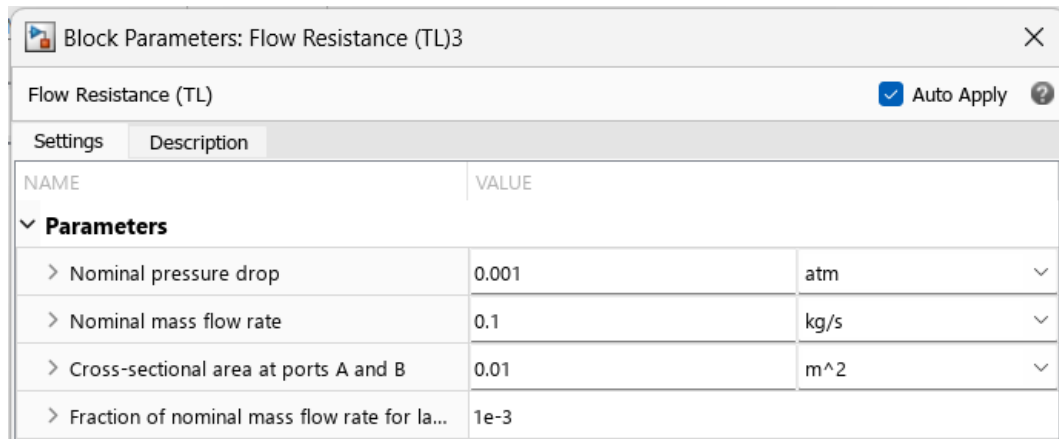 Block Parameters: Flow Resistance (TL)3
Flow Resistance (TL) Auto Apply
Settings Description
NAME VALUE
Parameters
Nominal pressure drop 0.001 atm
Nominal mass flow rate 0.1 kg/s
Cross-sectional area at ports A and B 0.01 m^2
Fraction of nominal mass flow rate for la... 1e-3